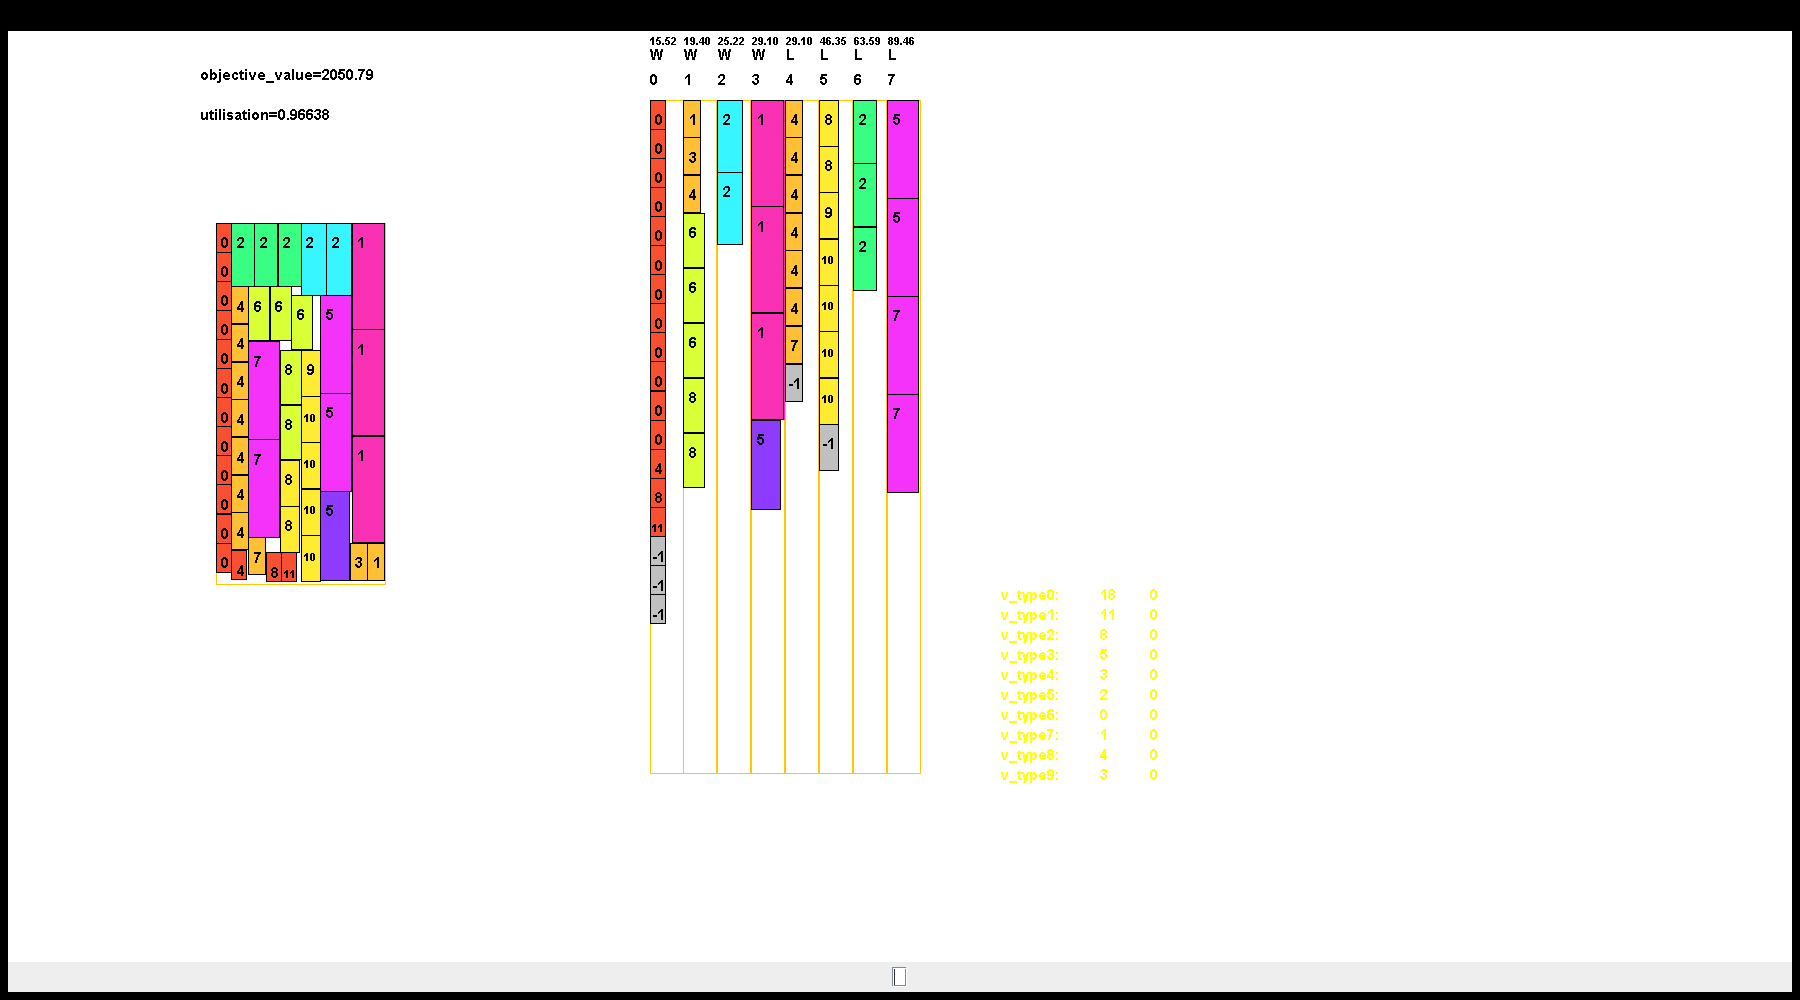 15.52 19.40 25.22 29.10 29.10 46.35 63.59 89.46
W W W W L L L L
0 1 2 3 4 5 6 7
objective_value=2050.79
utilisation=0.96638
0 2 2 2 2 2 1
0
0 4 6 6 6 5
0 4 7 8 9 1
0 4 10 5
0 4 8 10
0 4 7 8 10 1
0 4 8 10 5
0 4 7 8 10
0 4 8 11 3 1
0
0
0 1 2 1 4 8 2 5
0 3 4 8
0 4 2 4 9 2 5
0 6 1 4 10 2
0 6 4 10 7
0 6 1 4 10
0 8 7 10 7
0 8 5 -1 -1
0
0
0
0
4
8
11
-1
-1
-1
v_type0: 18 0
v_type1: 11 0
v_type2: 8 0
v_type3: 5 0
v_type4: 3 0
v_type5: 2 0
v_type6: 0 0
v_type7: 1 0
v_type8: 4 0
v_type9: 3 0